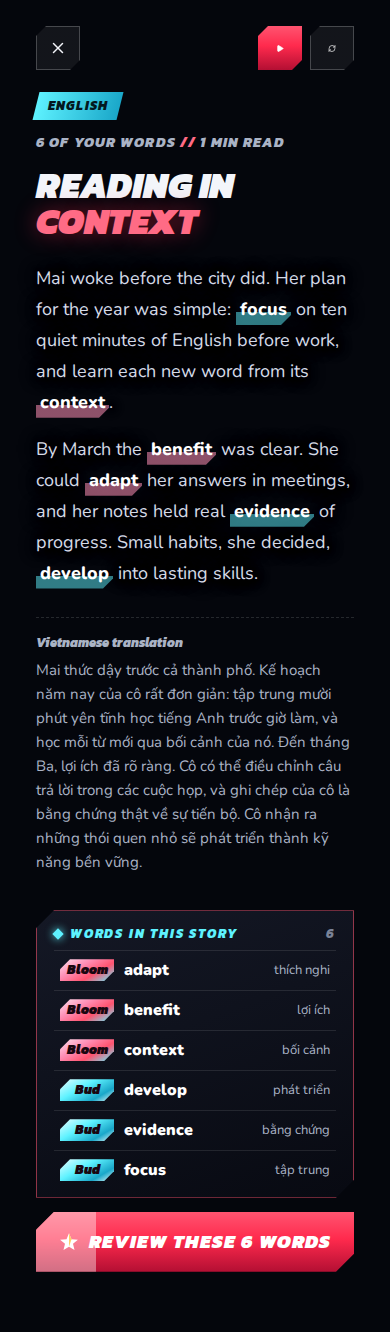 ENGLISH
6 OF YOUR WORDS // 1 MIN READ
READING IN
CONTEXT
Mai woke before the city did. Her plan
for the year was simple: focus on ten
quiet minutes of English before work,
and learn each new word from its
context.
By March the benefit was clear. She
could adapt her answers in meetings,
and her notes held real evidence of
progress. Small habits, she decided,
develop into lasting skills.
Vietnamese translation
Mai thức dậy trước cả thành phố. Kế hoạch
năm nay của cô rất đơn giản: tập trung mười
phút yên tĩnh học tiếng Anh trước giờ làm, và
học mỗi từ mới qua bối cảnh của nó. Đến tháng
Ba, lợi ích đã rõ ràng. Cô có thể điều chỉnh câu
trả lời trong các cuộc họp, và ghi chép của cô là
bằng chứng thật về sự tiến bộ. Cô nhận ra
những thói quen nhỏ sẽ phát triển thành kỹ
năng bền vững.
WORDS IN THIS STORY 6
Bloom adapt thích nghi
Bloom benefit lợi ích
Bloom context bối cảnh
Bud develop phát triển
Bud evidence bằng chứng
Bud focus tập trung
REVIEW THESE 6 WORDS